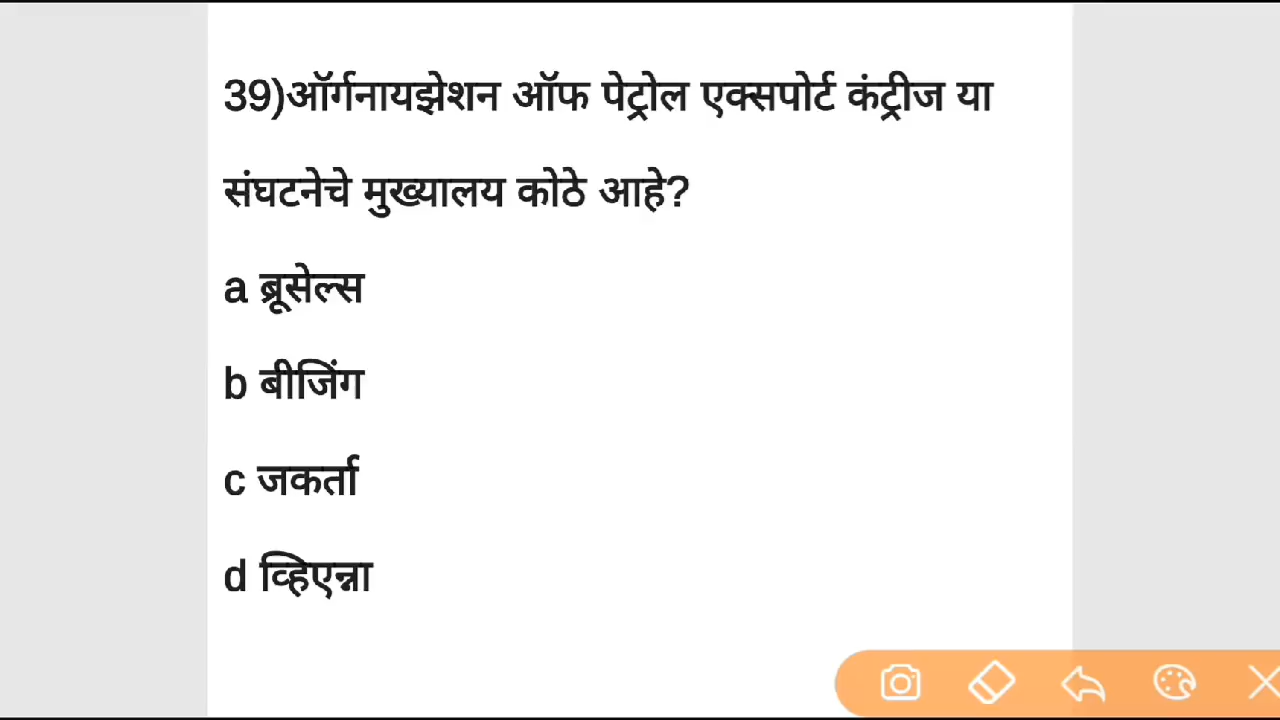 39)ऑर्गनायझेशन ऑफ पेट्रोल एक्सपोर्ट कंट्रीज या
संघटनेचे मुख्यालय कोठे आहे?
a ब्रूसेल्स
b बीजिंग
c जकर्ता
d व्हिएन्ना